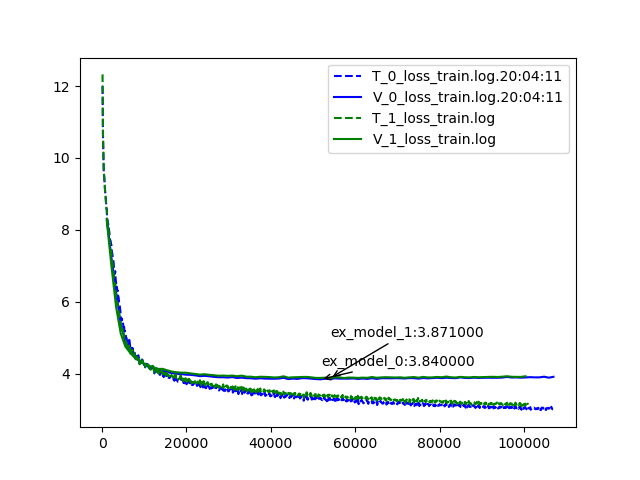 T_0_loss_train.log.20:04:11
V_0_loss_train.log.20:04:11
T_1_loss_train.log
V_1_loss_train.log
12
10
8
6
4
ex_model_1:3.871000
ex_model_0:3.840000
0 20000 40000 60000 80000 100000